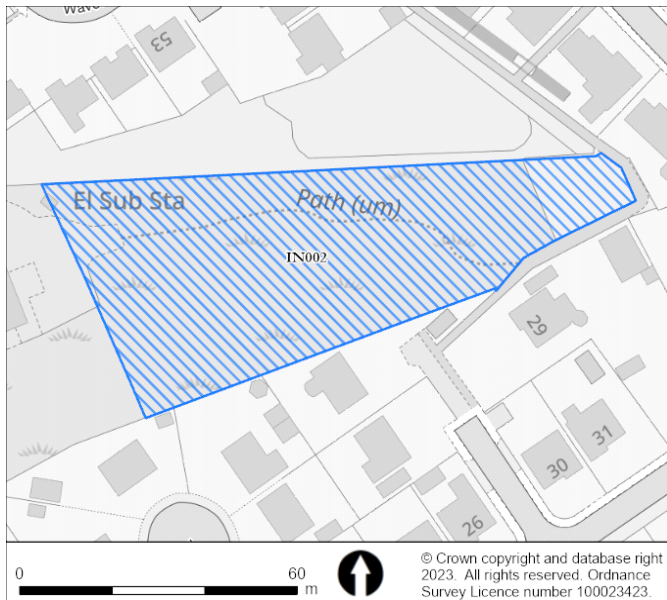 Wave
53
El Sub Sta
Path (um)
IN002
29
31
30
26
0
60
m
© Crown copyright and database right
2023. All rights reserved. Ordnance
Survey Licence number 100023423.